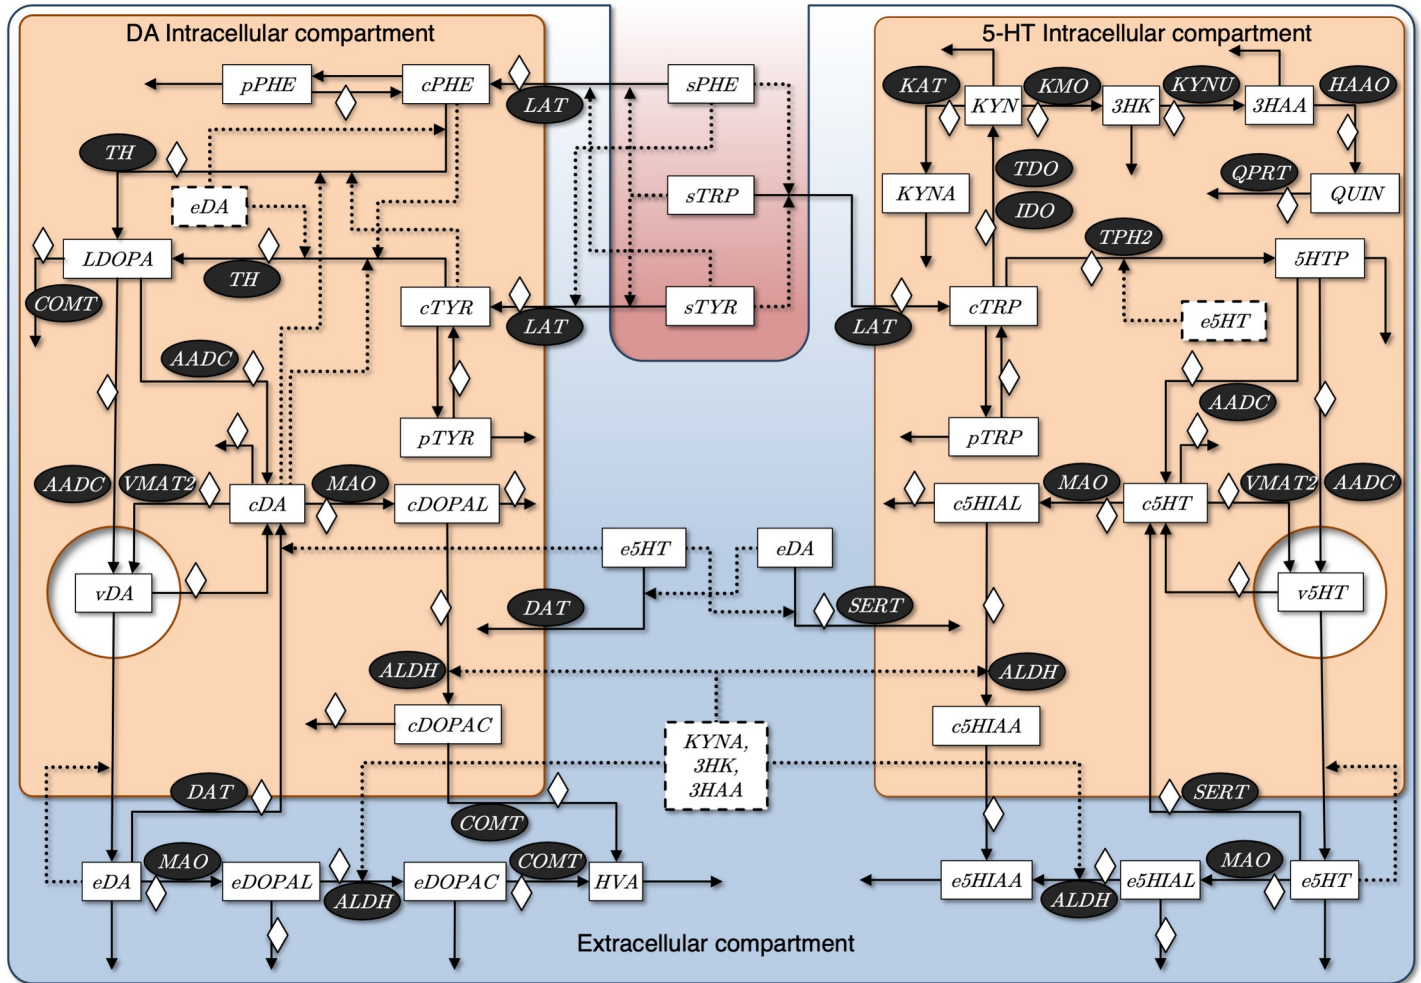 DA Intracellular compartment
5-HT Intracellular compartment
pPHE
cPHE
LAT
sPHE
KAT
KYN
KMO
3HK
KYNU
3HAA
HAAO
TH
eDA
sTRP
KYNA
TDO
IDO
QPRT
QUIN
LDOPA
TH
TPH2
5HTP
COMT
cTYR
LAT
sTYR
LAT
cTRP
e5HT
AADC
AADC
pTYR
pTRP
AADC
VMAT2
cDA
MAO
cDOPAL
c5HIAL
MAO
c5HT
VMAT2
AADC
e5HT
eDA
vDA
DAT
SERT
v5HT
ALDH
ALDH
cDOPAC
KYNA,
3HK,
3HAA
c5HIAA
DAT
COMT
SERT
eDA
MAO
eDOPAL
ALDH
eDOPAC
COMT
HVA
e5HIAA
ALDH
e5HIAL
MAO
e5HT
Extracellular compartment